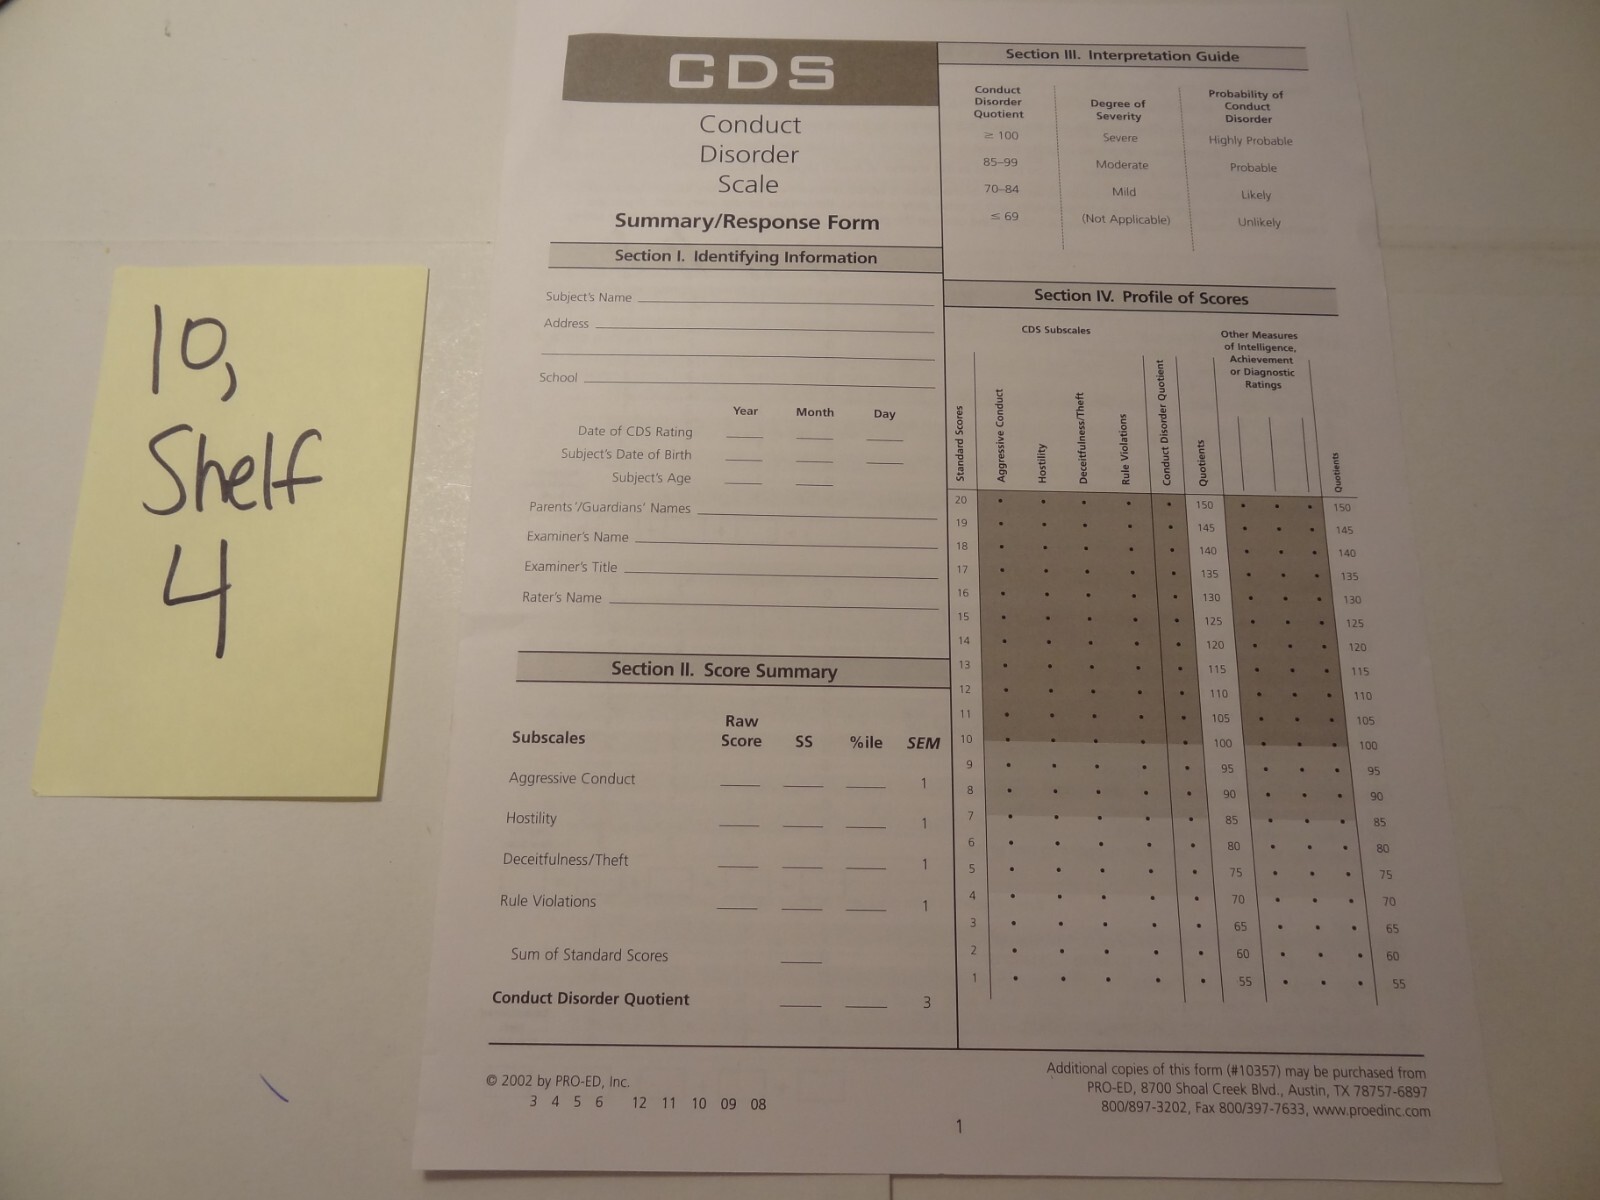 10,
Shelf
4
CDS
Conduct
Disorder
Scale
Summary/Response Form
Section I. Identifying Information
Subject's Name
Address
School
Year Month Day
Date of CDS Rating
Subject's Date of Birth
Subject's Age
Parents'/Guardians' Names
Examiner's Name
Examiner's Title
Rater's Name
Section II. Score Summary
Subscales Raw Score SS %ile SEM
Aggressive Conduct 1
Hostility 1
Deceitfulness/Theft 1
Rule Violations 1
Sum of Standard Scores
Conduct Disorder Quotient 3
Section III. Interpretation Guide
Conduct Disorder Quotient Degree of Severity Probability of Conduct Disorder
≥ 100 Severe Highly Probable
85–99 Moderate Probable
70–84 Mild Likely
≤ 69 (Not Applicable) Unlikely
Section IV. Profile of Scores
CDS Subscales
Other Measures
of Intelligence,
Achievement
or Diagnostic
Ratings
Standard Scores Aggressive Conduct Hostility Deceitfulness/Theft Rule Violations Conduct Disorder Quotient Quotients Quotients
20 150 150
19 145 145
18 140 140
17 135 135
16 130 130
15 125 125
14 120 120
13 115 115
12 110 110
11 105 105
10 100 100
9 95 95
8 90 90
7 85 85
6 80 80
5 75 75
4 70 70
3 65 65
2 60 60
1 55 55
© 2002 by PRO-ED, Inc.
3 4 5 6 12 11 10 09 08
Additional copies of this form (#10357) may be purchased from
PRO-ED, 8700 Shoal Creek Blvd., Austin, TX 78757-6897
800/897-3202, Fax 800/397-7633, www.proedinc.com
1